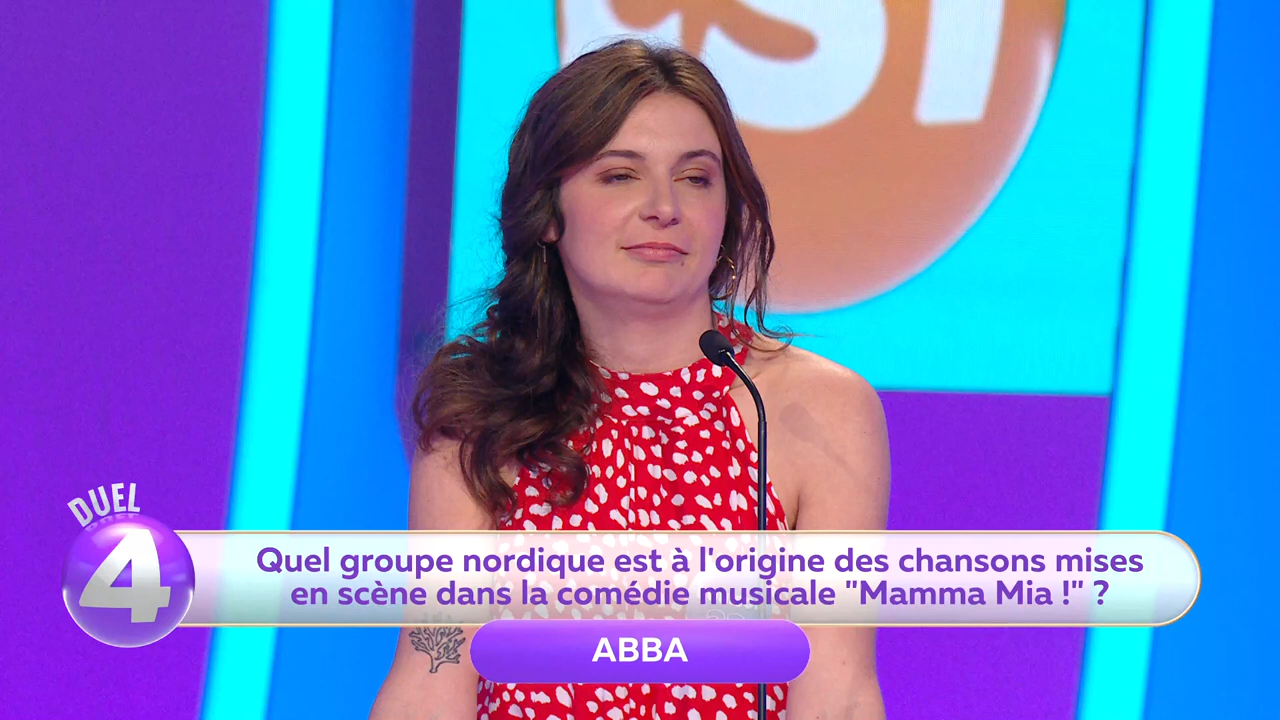 SI
DUEL
4
Quel groupe nordique est à l'origine des chansons mises
en scène dans la comédie musicale "Mamma Mia !" ?
ABBA